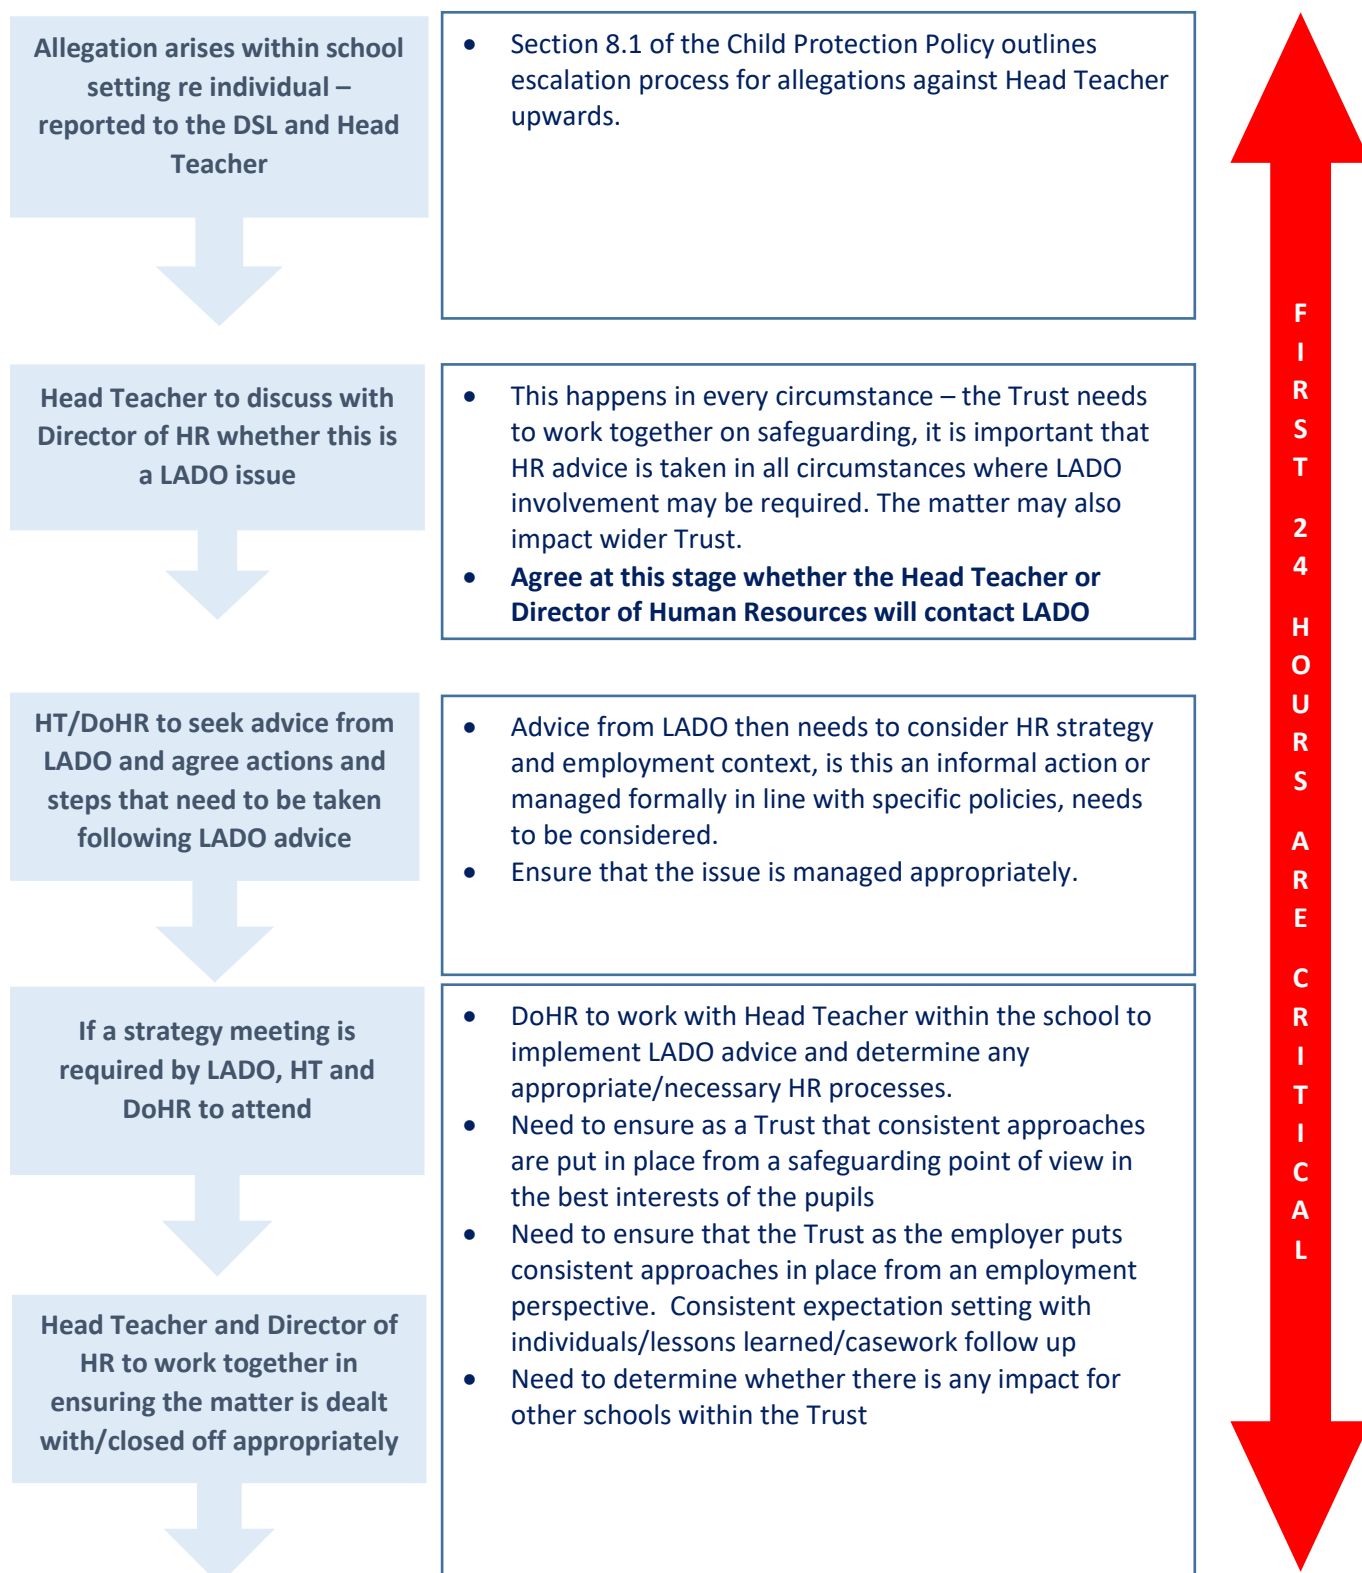 Allegation arises within school
setting re individual –
reported to the DSL and Head
Teacher
• Section 8.1 of the Child Protection Policy outlines
escalation process for allegations against Head Teacher
upwards.
Head Teacher to discuss with
Director of HR whether this is
a LADO issue
• This happens in every circumstance – the Trust needs
to work together on safeguarding, it is important that
HR advice is taken in all circumstances where LADO
involvement may be required. The matter may also
impact wider Trust.
• Agree at this stage whether the Head Teacher or
Director of Human Resources will contact LADO
HT/DoHR to seek advice from
LADO and agree actions and
steps that need to be taken
following LADO advice
• Advice from LADO then needs to consider HR strategy
and employment context, is this an informal action or
managed formally in line with specific policies, needs
to be considered.
• Ensure that the issue is managed appropriately.
If a strategy meeting is
required by LADO, HT and
DoHR to attend
• DoHR to work with Head Teacher within the school to
implement LADO advice and determine any
appropriate/necessary HR processes.
• Need to ensure as a Trust that consistent approaches
are put in place from a safeguarding point of view in
the best interests of the pupils
• Need to ensure that the Trust as the employer puts
consistent approaches in place from an employment
perspective.  Consistent expectation setting with
individuals/lessons learned/casework follow up
• Need to determine whether there is any impact for
other schools within the Trust
Head Teacher and Director of
HR to work together in
ensuring the matter is dealt
with/closed off appropriately
FIRST 24 HOURS ARE CRITICAL